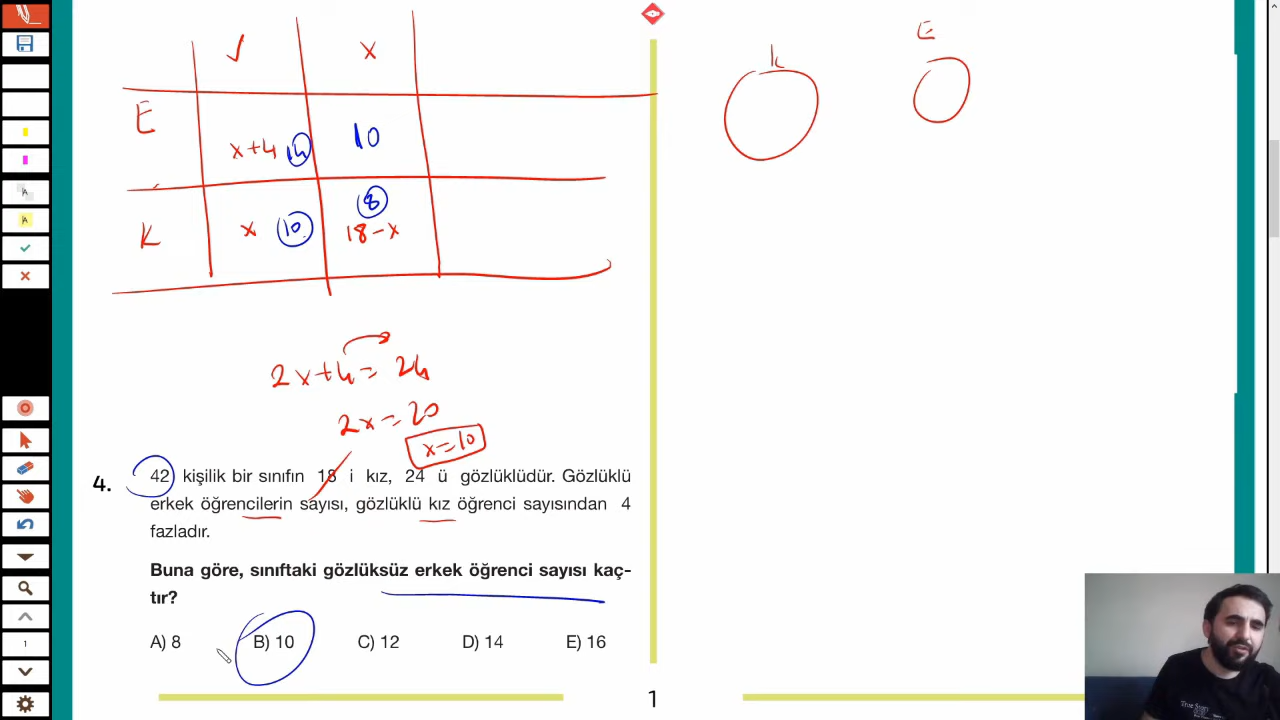 ✓ x
E x+4 14 10
K x 10 8 18-x
K E
2x+4=24
2x=20
x=10
4. 42 kişilik bir sınıfın 18 i kız, 24 ü gözlüklüdür. Gözlüklü
erkek öğrencilerin sayısı, gözlüklü kız öğrenci sayısından 4
fazladır.
Buna göre, sınıftaki gözlüksüz erkek öğrenci sayısı kaç-
tır?
A) 8 B) 10 C) 12 D) 14 E) 16
1
1